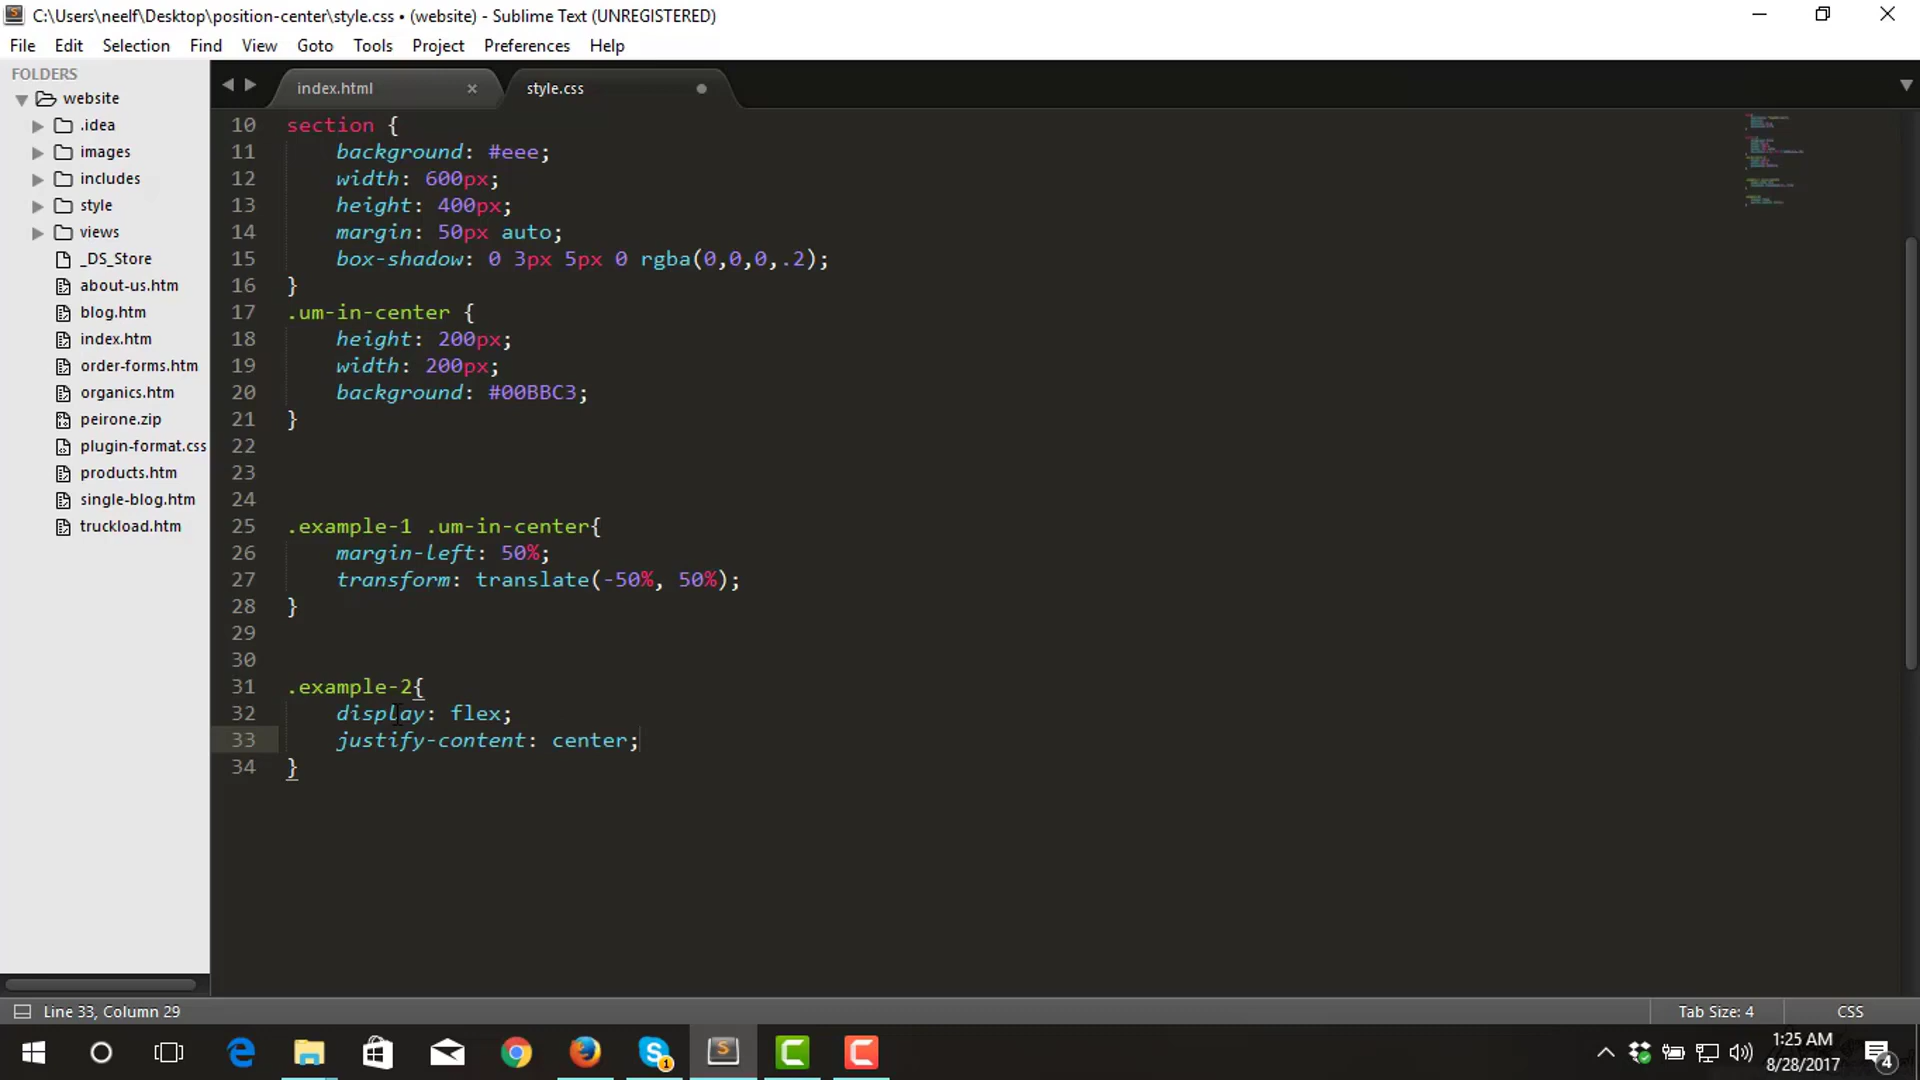 C:\Users\neelf\Desktop\position-center\style.css • (website) - Sublime Text (UNREGISTERED)
File Edit Selection Find View Goto Tools Project Preferences Help
FOLDERS
website
.idea
images
includes
style
views
_DS_Store
about-us.htm
blog.htm
index.htm
order-forms.htm
organics.htm
peirone.zip
plugin-format.css
products.htm
single-blog.htm
truckload.htm
index.html × style.css
10 section {
11 background: #eee;
12 width: 600px;
13 height: 400px;
14 margin: 50px auto;
15 box-shadow: 0 3px 5px 0 rgba(0,0,0,.2);
16 }
17 .um-in-center {
18 height: 200px;
19 width: 200px;
20 background: #00BBC3;
21 }
22
23
24
25 .example-1 .um-in-center{
26 margin-left: 50%;
27 transform: translate(-50%, 50%);
28 }
29
30
31 .example-2{
32 display: flex;
33 justify-content: center;
34 }
Line 33, Column 29 Tab Size: 4 CSS
1:25 AM
8/28/2017
4
1